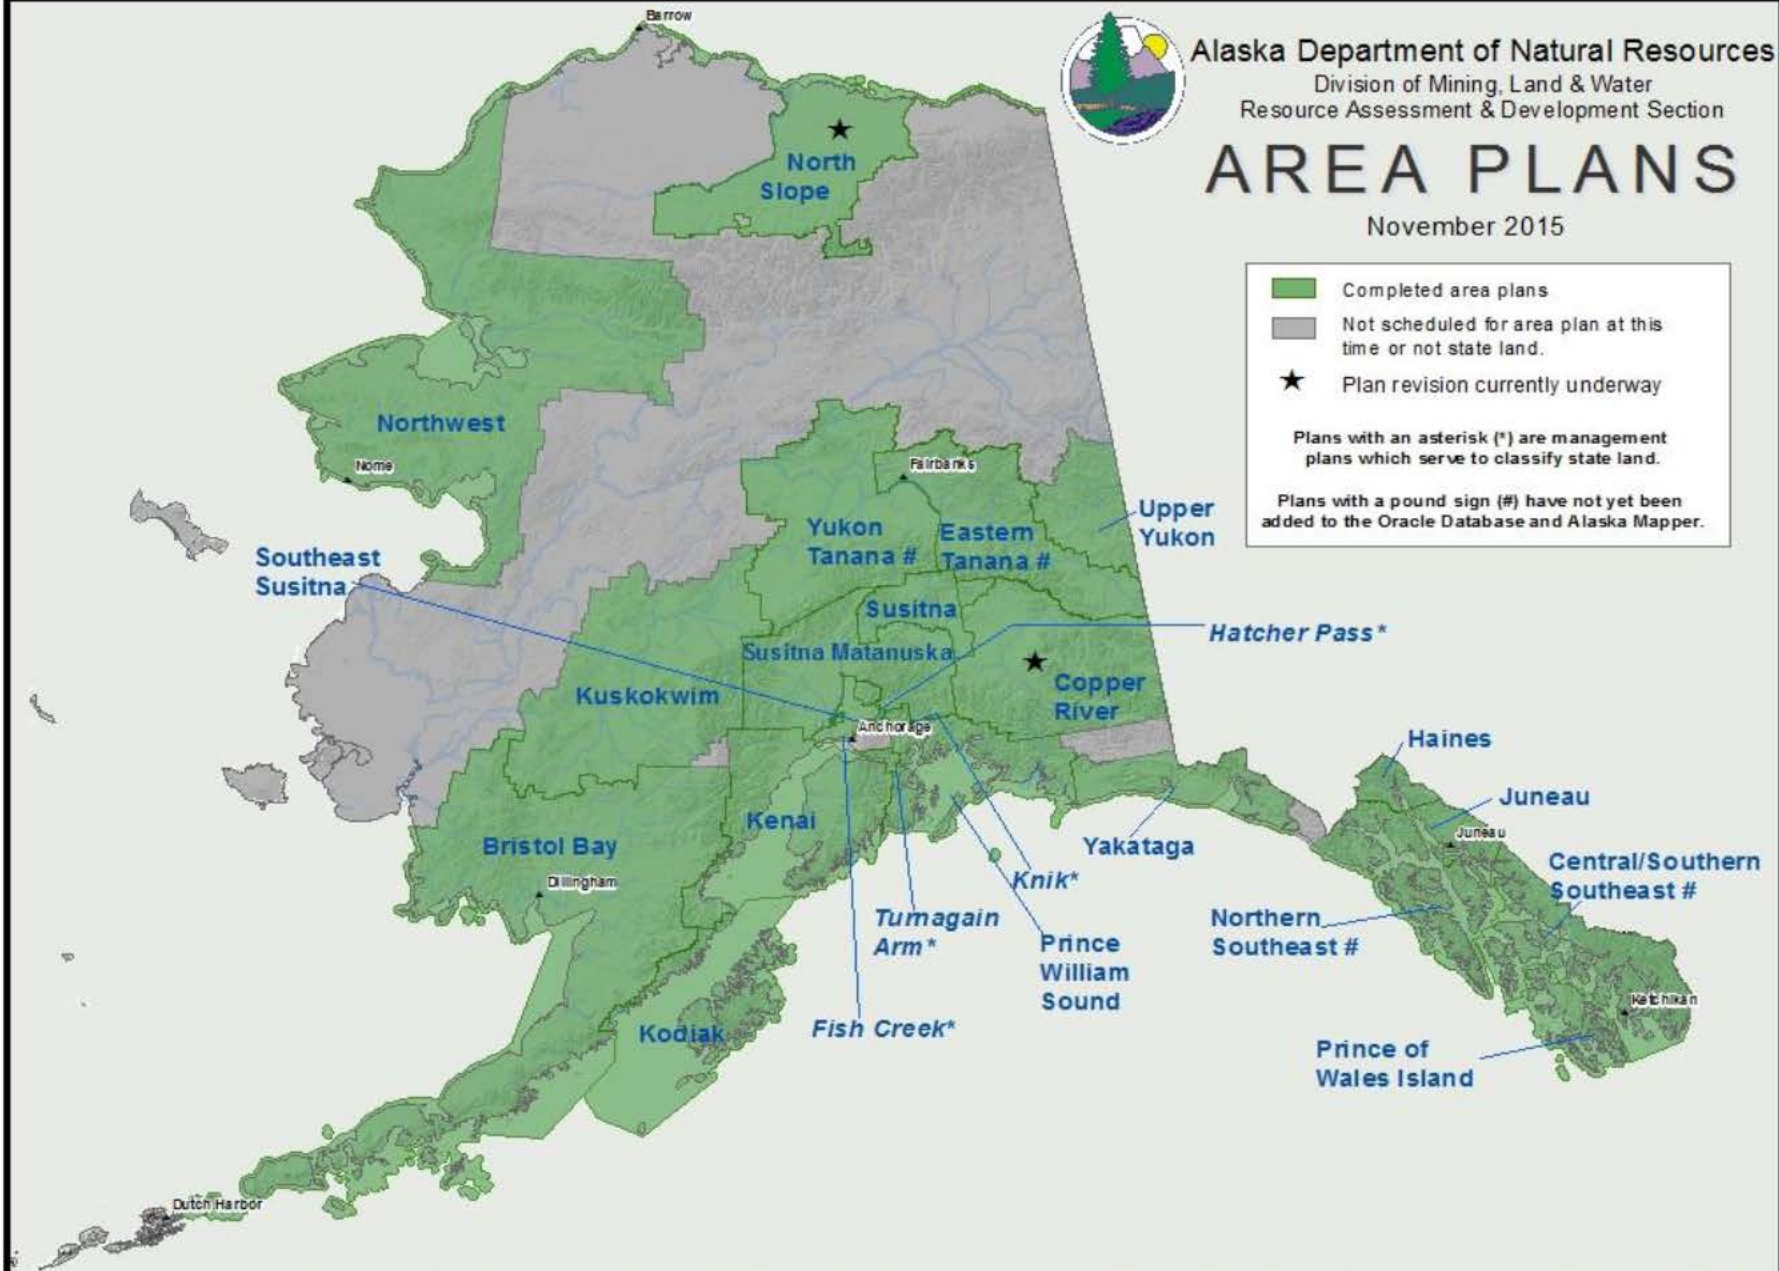 Barrow
Alaska Department of Natural Resources
Division of Mining, Land & Water
Resource Assessment & Development Section
AREA PLANS
November 2015
Completed area plans
Not scheduled for area plan at this
time or not state land.
Plan revision currently underway
Plans with an asterisk (*) are management
plans which serve to classify state land.
Plans with a pound sign (#) have not yet been
added to the Oracle Database and Alaska Mapper.
North
Slope
Northwest
Nome
Fairbanks
Upper
Yukon
Yukon
Tanana #
Eastern
Tanana #
Southeast
Susitna
Susitna
Hatcher Pass*
Susitna Matanuska
Kuskokwim
Copper
River
Anchorage
Haines
Juneau
Juneau
Kenai
Bristol Bay
Yakataga
Central/Southern
Southeast #
Dillingham
Knik*
Turnagain
Arm*
Prince
William
Sound
Northern
Southeast #
Ketchikan
Kodiak
Fish Creek*
Prince of
Wales Island
Dutch Harbor